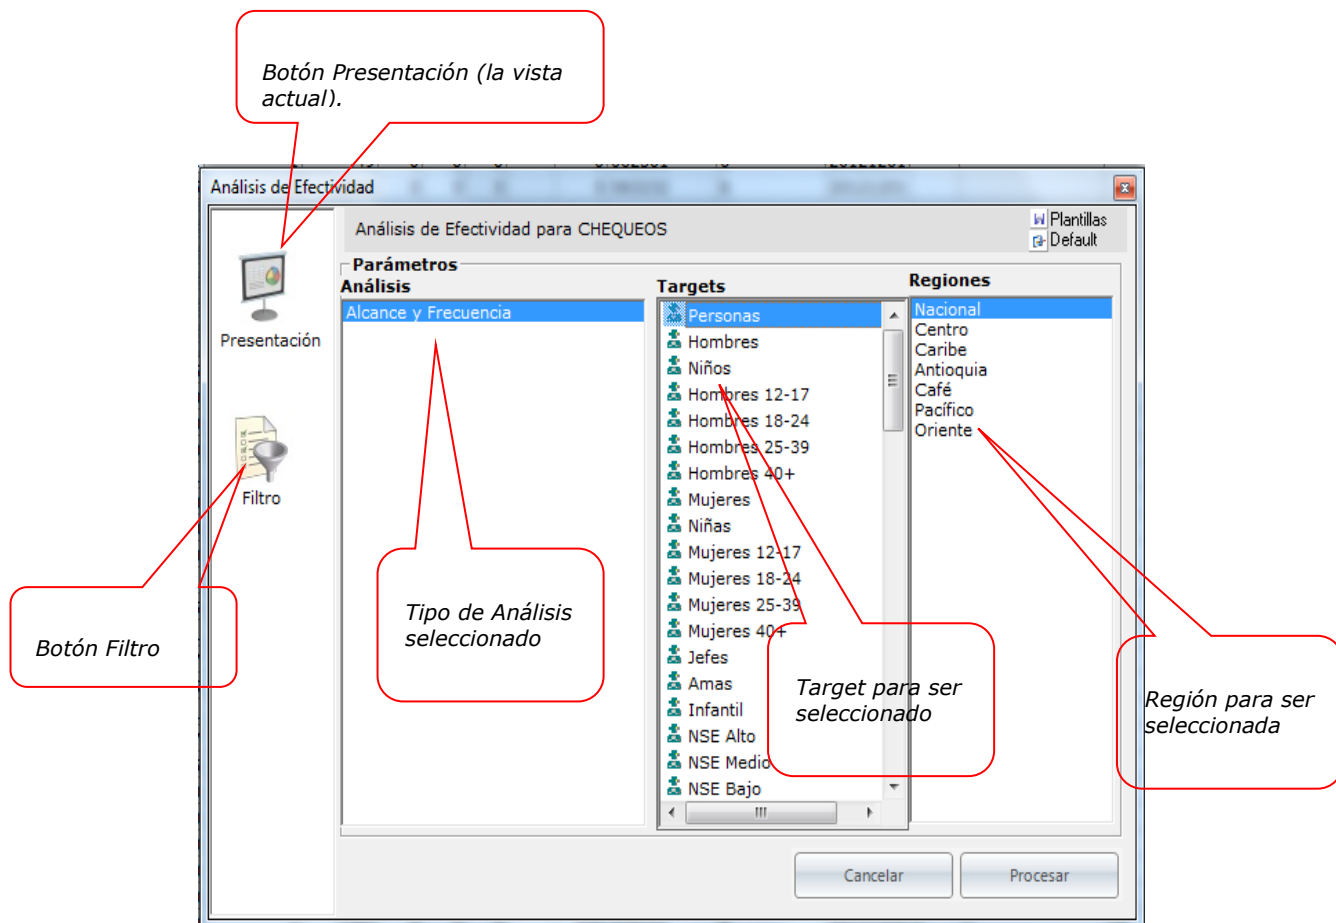 Botón Presentación (la vista
actual).
Análisis de Efectividad
Análisis de Efectividad para CHEQUEOS
Plantillas
Default
Presentación
Filtro
Parámetros
Análisis
Alcance y Frecuencia
Targets
Personas
Hombres
Niños
Hombres 12-17
Hombres 18-24
Hombres 25-39
Hombres 40+
Mujeres
Niñas
Mujeres 12-17
Mujeres 18-24
Mujeres 25-39
Mujeres 40+
Jefes
Amas
Infantil
NSE Alto
NSE Medio
NSE Bajo
Regiones
Nacional
Centro
Caribe
Antioquia
Café
Pacífico
Oriente
Botón Filtro
Tipo de Análisis
seleccionado
Target para ser
seleccionado
Región para ser
seleccionada
Cancelar
Procesar